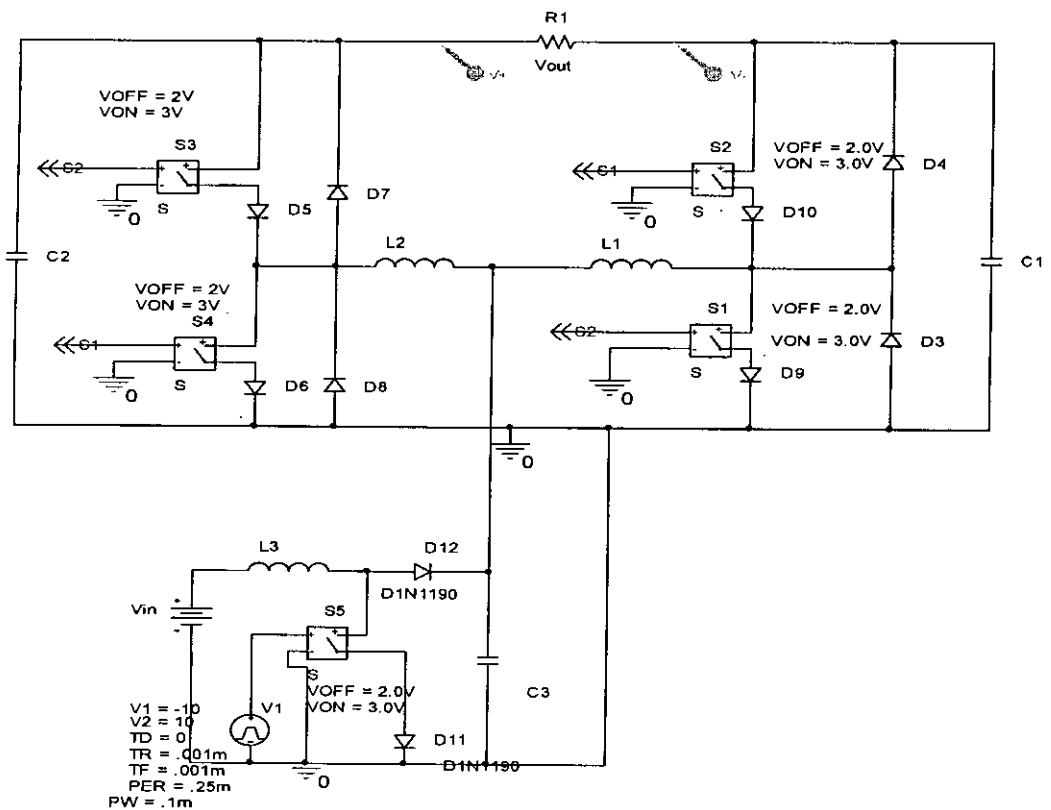 R1
Vout
V+
V-
VOFF = 2V
VON = 3V
S3
S2
S
0
D5
D7
C2
S2
VOFF = 2.0V
VON = 3.0V
D4
S1
S
0
D10
L2
L1
C1
VOFF = 2V
VON = 3V
S4
S1
S
0
D6
D8
VOFF = 2.0V
S1
S2
VON = 3.0V
D3
S
0
D9
0
L3
D12
D1N1190
Vin
+
-
S5
S
VOFF = 2.0V
VON = 3.0V
C3
V1
V1 = -10
V2 = 10
TD = 0
TR = .001m
TF = .001m
PER = .25m
PW = .1m
D11
D1N1190
0